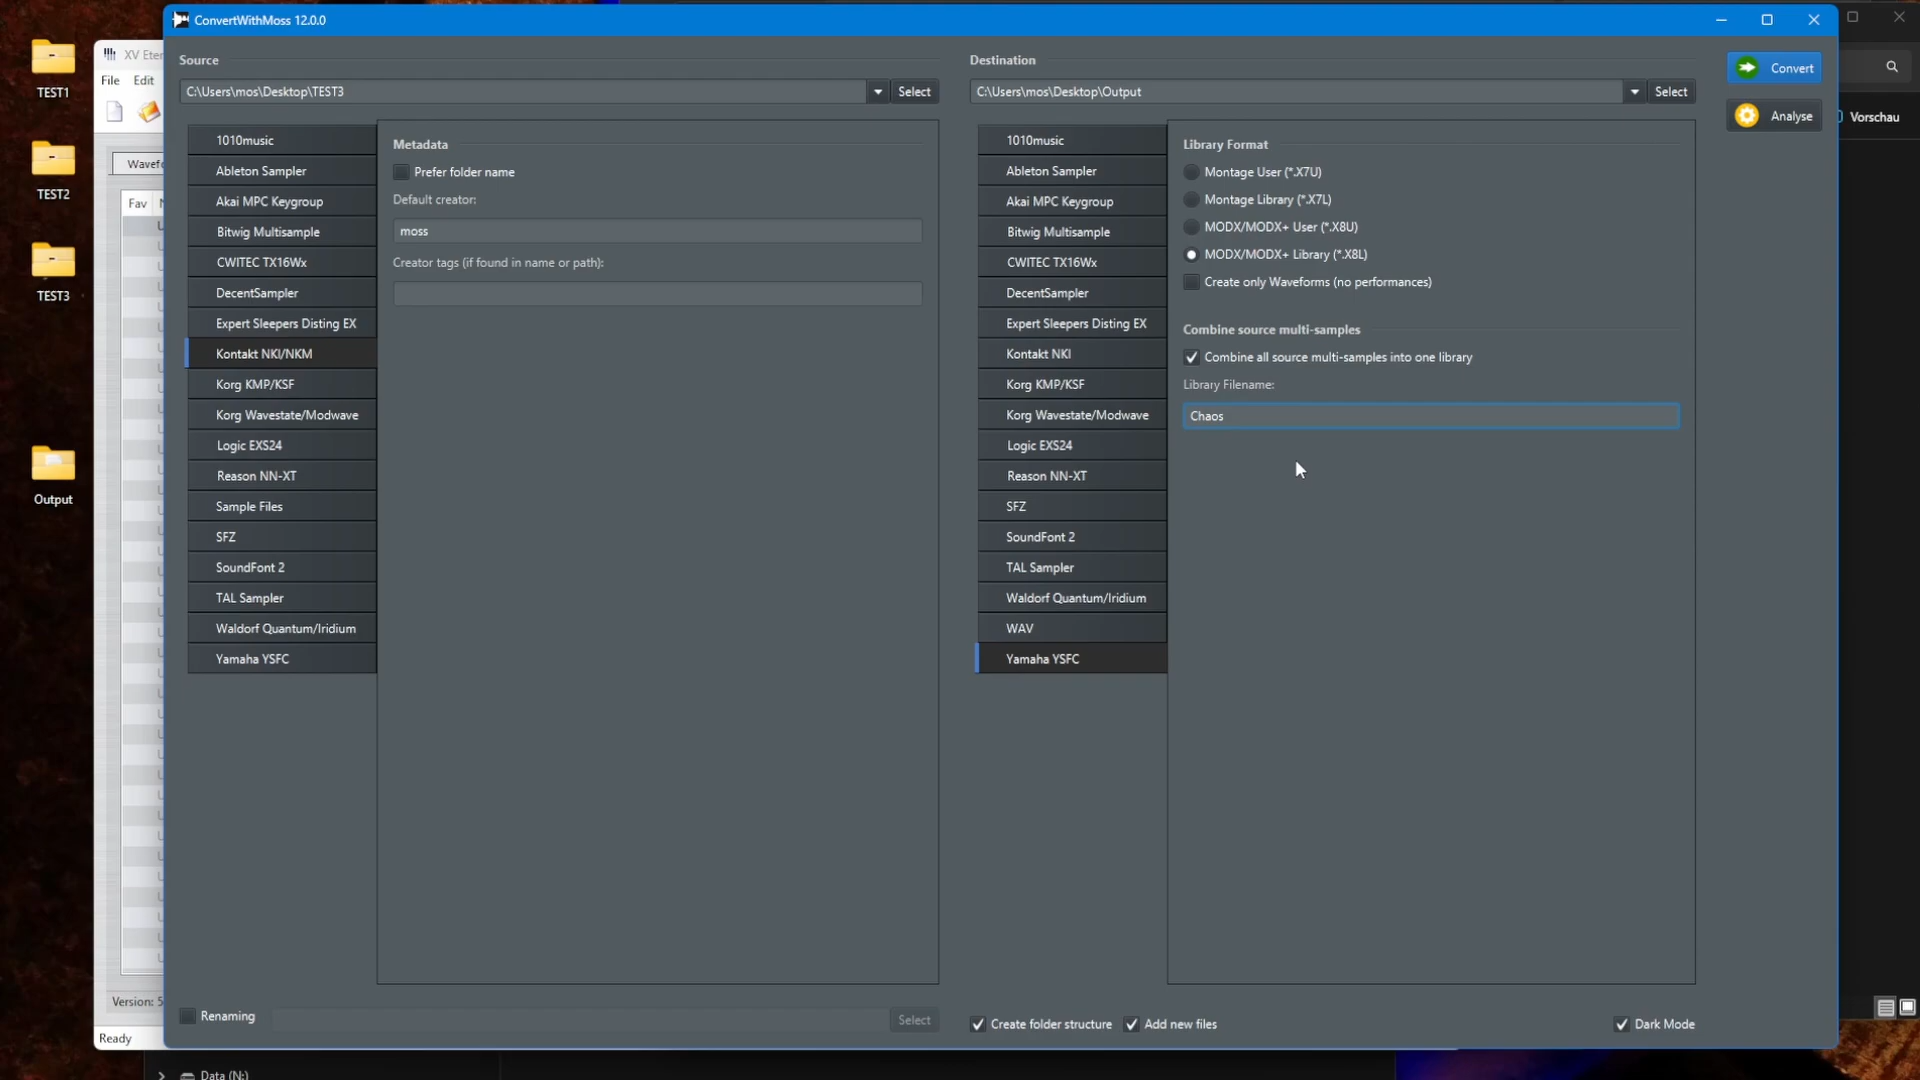 ConvertWithMoss 12.0.0
TEST1
TEST2
TEST3
Output
XV Eter
File Edit
Wavefo
Fav N
Version: 5
Ready
Source
C:\Users\mos\Desktop\TEST3
Select
1010music
Ableton Sampler
Akai MPC Keygroup
Bitwig Multisample
CWITEC TX16Wx
DecentSampler
Expert Sleepers Disting EX
Kontakt NKI/NKM
Korg KMP/KSF
Korg Wavestate/Modwave
Logic EXS24
Reason NN-XT
Sample Files
SFZ
SoundFont 2
TAL Sampler
Waldorf Quantum/Iridium
Yamaha YSFC
Metadata
Prefer folder name
Default creator:
moss
Creator tags (if found in name or path):
Renaming
Select
Destination
C:\Users\mos\Desktop\Output
Select
1010music
Ableton Sampler
Akai MPC Keygroup
Bitwig Multisample
CWITEC TX16Wx
DecentSampler
Expert Sleepers Disting EX
Kontakt NKI
Korg KMP/KSF
Korg Wavestate/Modwave
Logic EXS24
Reason NN-XT
SFZ
SoundFont 2
TAL Sampler
Waldorf Quantum/Iridium
WAV
Yamaha YSFC
Library Format
Montage User (*.X7U)
Montage Library (*.X7L)
MODX/MODX+ User (*.X8U)
MODX/MODX+ Library (*.X8L)
Create only Waveforms (no performances)
Combine source multi-samples
Combine all source multi-samples into one library
Library Filename:
Chaos
Create folder structure
Add new files
Dark Mode
Convert
Analyse
Vorschau
Data (N:)